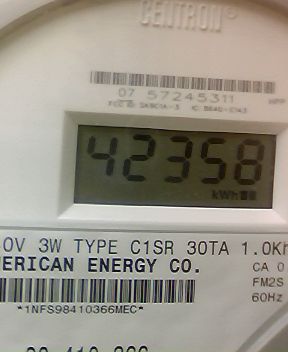 CENTRON®
07 57245311
42358
kWh
0V 3W TYPE C1SR 30TA 1.0Kh
ERICAN ENERGY CO.
CA 0
FM2S
60Hz
*1NFS98410366MEC*